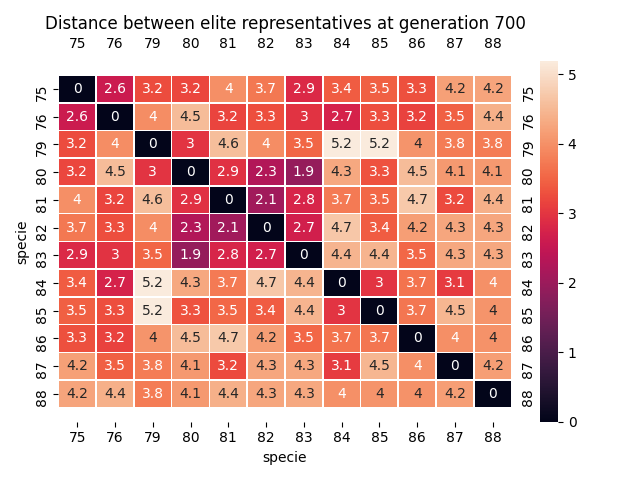 Distance between elite representatives at generation 700
75 76 79 80 81 82 83 84 85 86 87 88
75 0 2.6 3.2 3.2 4 3.7 2.9 3.4 3.5 3.3 4.2 4.2 75
76 2.6 0 4 4.5 3.2 3.3 3 2.7 3.3 3.2 3.5 4.4 76
79 3.2 4 0 3 4.6 4 3.5 5.2 5.2 4 3.8 3.8 79
80 3.2 4.5 3 0 2.9 2.3 1.9 4.3 3.3 4.5 4.1 4.1 80
81 4 3.2 4.6 2.9 0 2.1 2.8 3.7 3.5 4.7 3.2 4.4 81
82 3.7 3.3 4 2.3 2.1 0 2.7 4.7 3.4 4.2 4.3 4.3 82
83 2.9 3 3.5 1.9 2.8 2.7 0 4.4 4.4 3.5 4.3 4.3 83
84 3.4 2.7 5.2 4.3 3.7 4.7 4.4 0 3 3.7 3.1 4 84
85 3.5 3.3 5.2 3.3 3.5 3.4 4.4 3 0 3.7 4.5 4 85
86 3.3 3.2 4 4.5 4.7 4.2 3.5 3.7 3.7 0 4 4 86
87 4.2 3.5 3.8 4.1 3.2 4.3 4.3 3.1 4.5 4 0 4.2 87
88 4.2 4.4 3.8 4.1 4.4 4.3 4.3 4 4 4 4.2 0 88
75 76 79 80 81 82 83 84 85 86 87 88
specie
specie
5
4
3
2
1
0